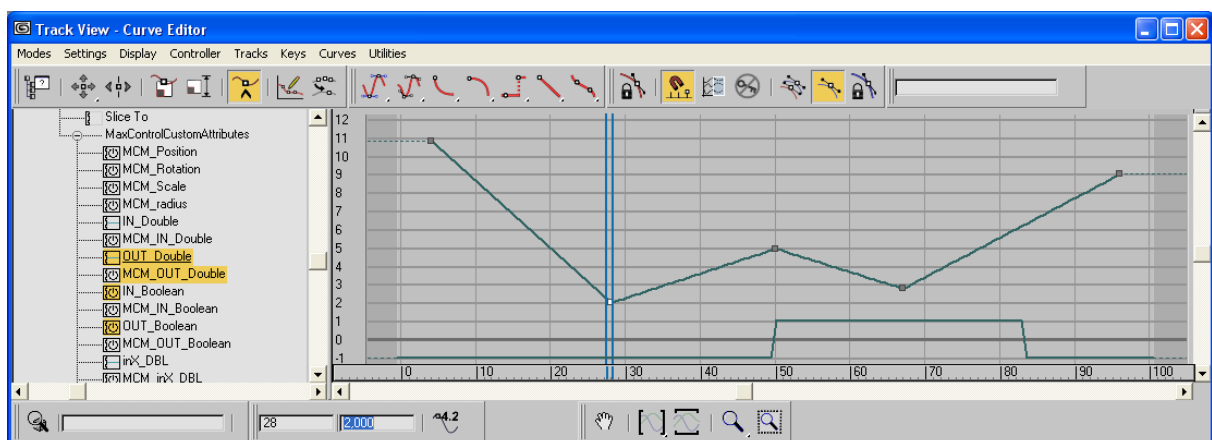 Track View - Curve Editor
Modes Settings Display Controller Tracks Keys Curves Utilities
Slice To
MaxControlCustomAttributes
MCM_Position
MCM_Rotation
MCM_Scale
MCM_radius
IN_Double
MCM_IN_Double
OUT_Double
MCM_OUT_Double
IN_Boolean
MCM_IN_Boolean
OUT_Boolean
MCM_OUT_Boolean
inX_DBL
MCM_inX_DBL
12
11
10
9
8
7
6
5
4
3
2
1
0
-1
0 10 20 30 40 50 60 70 80 90 100
28 2,000 4.2